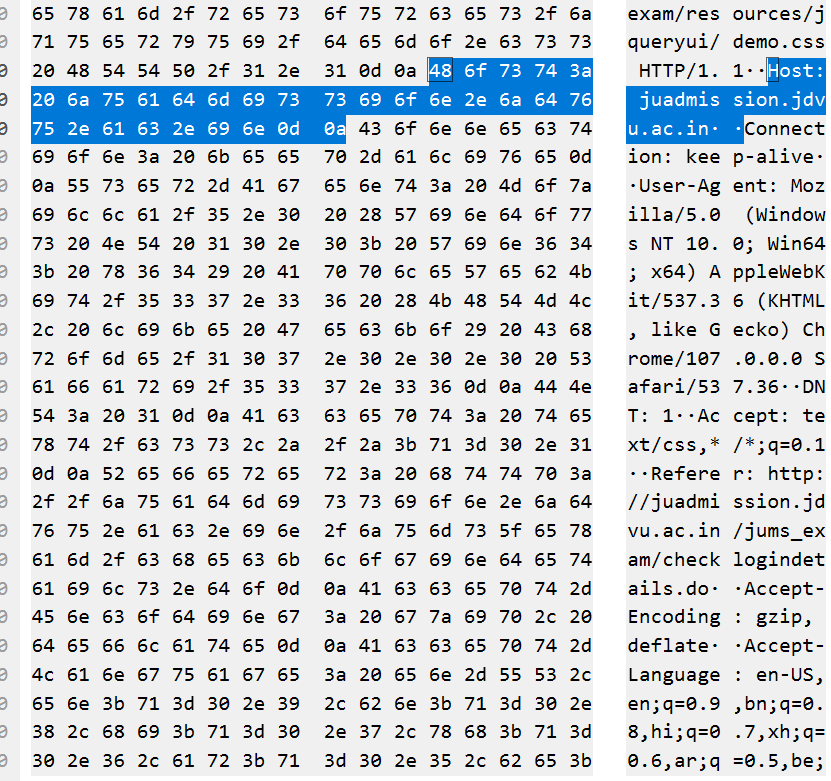 0 65 78 61 6d 2f 72 65 73 6f 75 72 63 65 73 2f 6a exam/res ources/j
0 71 75 65 72 79 75 69 2f 64 65 6d 6f 2e 63 73 73 queryui/ demo.css
0 20 48 54 54 50 2f 31 2e 31 0d 0a 48 6f 73 74 3a HTTP/1. 1··Host:
0 20 6a 75 61 64 6d 69 73 73 69 6f 6e 2e 6a 64 76 juadmis sion.jdv
0 75 2e 61 63 2e 69 6e 0d 0a 43 6f 6e 6e 65 63 74 u.ac.in· ·Connect
0 69 6f 6e 3a 20 6b 65 65 70 2d 61 6c 69 76 65 0d ion: kee p-alive·
0 0a 55 73 65 72 2d 41 67 65 6e 74 3a 20 4d 6f 7a ·User-Ag ent: Moz
0 69 6c 6c 61 2f 35 2e 30 20 28 57 69 6e 64 6f 77 illa/5.0 (Window
0 73 20 4e 54 20 31 30 2e 30 3b 20 57 69 6e 36 34 s NT 10. 0; Win64
0 3b 20 78 36 34 29 20 41 70 70 6c 65 57 65 62 4b ; x64) A ppleWebK
0 69 74 2f 35 33 37 2e 33 36 20 28 4b 48 54 4d 4c it/537.3 6 (KHTML
0 2c 20 6c 69 6b 65 20 47 65 63 6b 6f 29 20 43 68 , like G ecko) Ch
0 72 6f 6d 65 2f 31 30 37 2e 30 2e 30 2e 30 20 53 rome/107 .0.0.0 S
0 61 66 61 72 69 2f 35 33 37 2e 33 36 0d 0a 44 4e afari/53 7.36··DN
0 54 3a 20 31 0d 0a 41 63 63 65 70 74 3a 20 74 65 T: 1··Ac cept: te
0 78 74 2f 63 73 73 2c 2a 2f 2a 3b 71 3d 30 2e 31 xt/css,* /*;q=0.1
0 0d 0a 52 65 66 65 72 65 72 3a 20 68 74 74 70 3a ··Refere r: http:
0 2f 2f 6a 75 61 64 6d 69 73 73 69 6f 6e 2e 6a 64 //juadmi ssion.jd
0 76 75 2e 61 63 2e 69 6e 2f 6a 75 6d 73 5f 65 78 vu.ac.in /jums_ex
0 61 6d 2f 63 68 65 63 6b 6c 6f 67 69 6e 64 65 74 am/check logindet
0 61 69 6c 73 2e 64 6f 0d 0a 41 63 63 65 70 74 2d ails.do· ·Accept-
0 45 6e 63 6f 64 69 6e 67 3a 20 67 7a 69 70 2c 20 Encoding : gzip,
0 64 65 66 6c 61 74 65 0d 0a 41 63 63 65 70 74 2d deflate· ·Accept-
0 4c 61 6e 67 75 61 67 65 3a 20 65 6e 2d 55 53 2c Language : en-US,
0 65 6e 3b 71 3d 30 2e 39 2c 62 6e 3b 71 3d 30 2e en;q=0.9 ,bn;q=0.
0 38 2c 68 69 3b 71 3d 30 2e 37 2c 78 68 3b 71 3d 8,hi;q=0 .7,xh;q=
0 30 2e 36 2c 61 72 3b 71 3d 30 2e 35 2c 62 65 3b 0.6,ar;q =0.5,be;